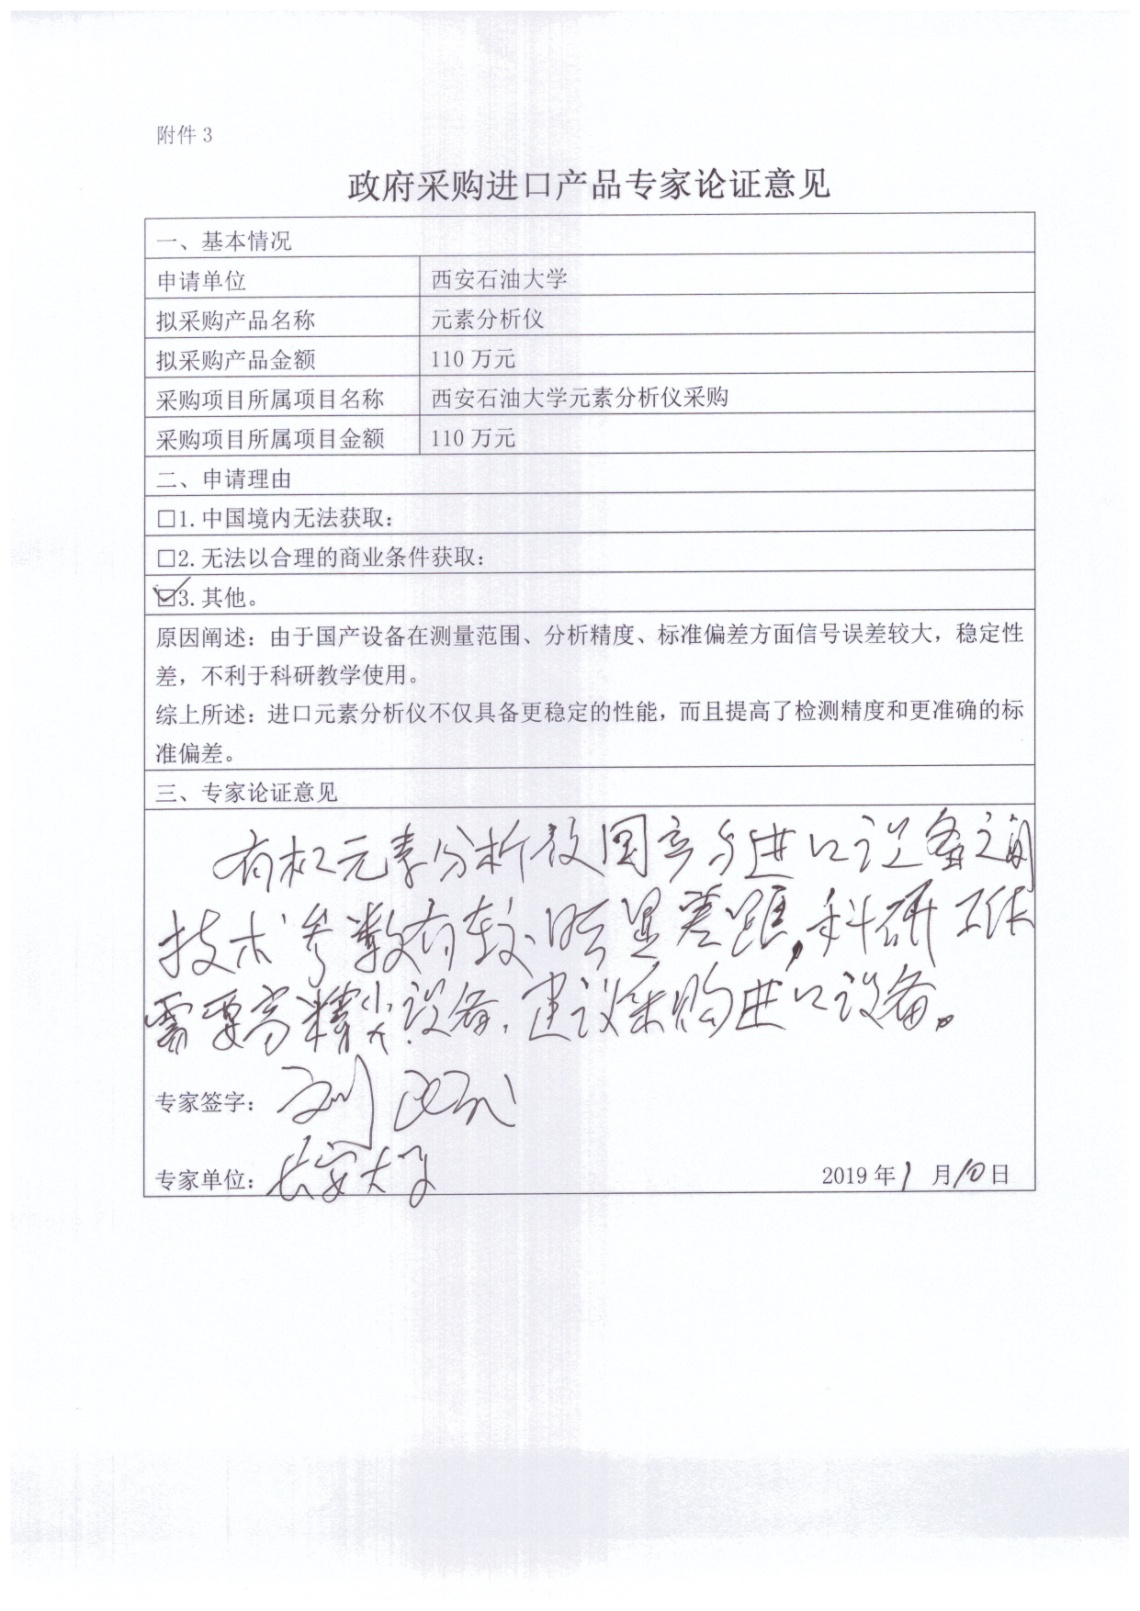 附件 3
政府采购进口产品专家论证意见
一、基本情况
申请单位 西安石油大学
拟采购产品名称 元素分析仪
拟采购产品金额 110 万元
采购项目所属项目名称 西安石油大学元素分析仪采购
采购项目所属项目金额 110 万元
二、申请理由
□1. 中国境内无法获取：
□2. 无法以合理的商业条件获取：
☑3. 其他。
原因阐述：由于国产设备在测量范围、分析精度、标准偏差方面信号误差较大，稳定性
差，不利于科研教学使用。
综上所述：进口元素分析仪不仅具备更稳定的性能，而且提高了检测精度和更准确的标
准偏差。
三、专家论证意见
有机元素分析仪国产与进口设备之间
技术参数有较明显差距，科研工作
需要高精尖设备，建议采购进口设备。
专家签字：刘
专家单位：长安大学 2019 年 1 月 10 日